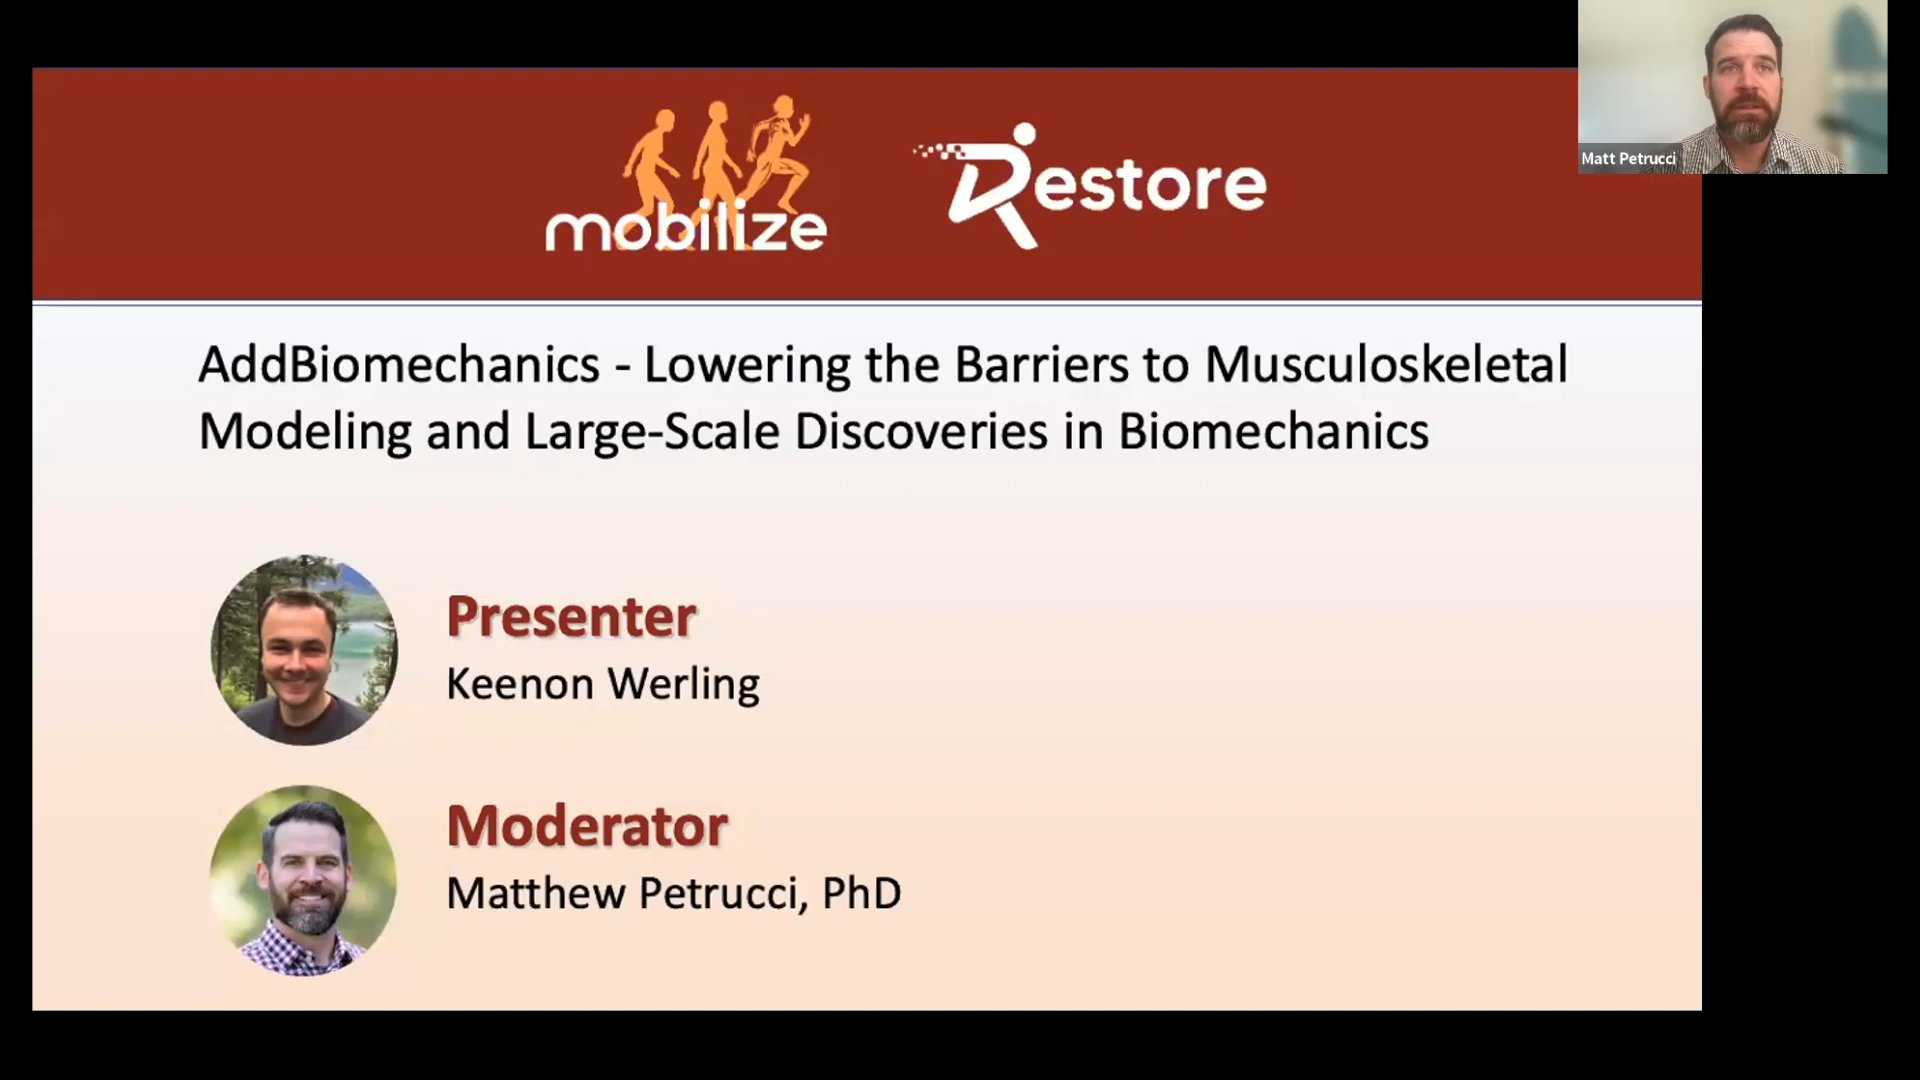 mobilize
Restore
Matt Petrucci
AddBiomechanics - Lowering the Barriers to Musculoskeletal
Modeling and Large-Scale Discoveries in Biomechanics
Presenter
Keenon Werling
Moderator
Matthew Petrucci, PhD